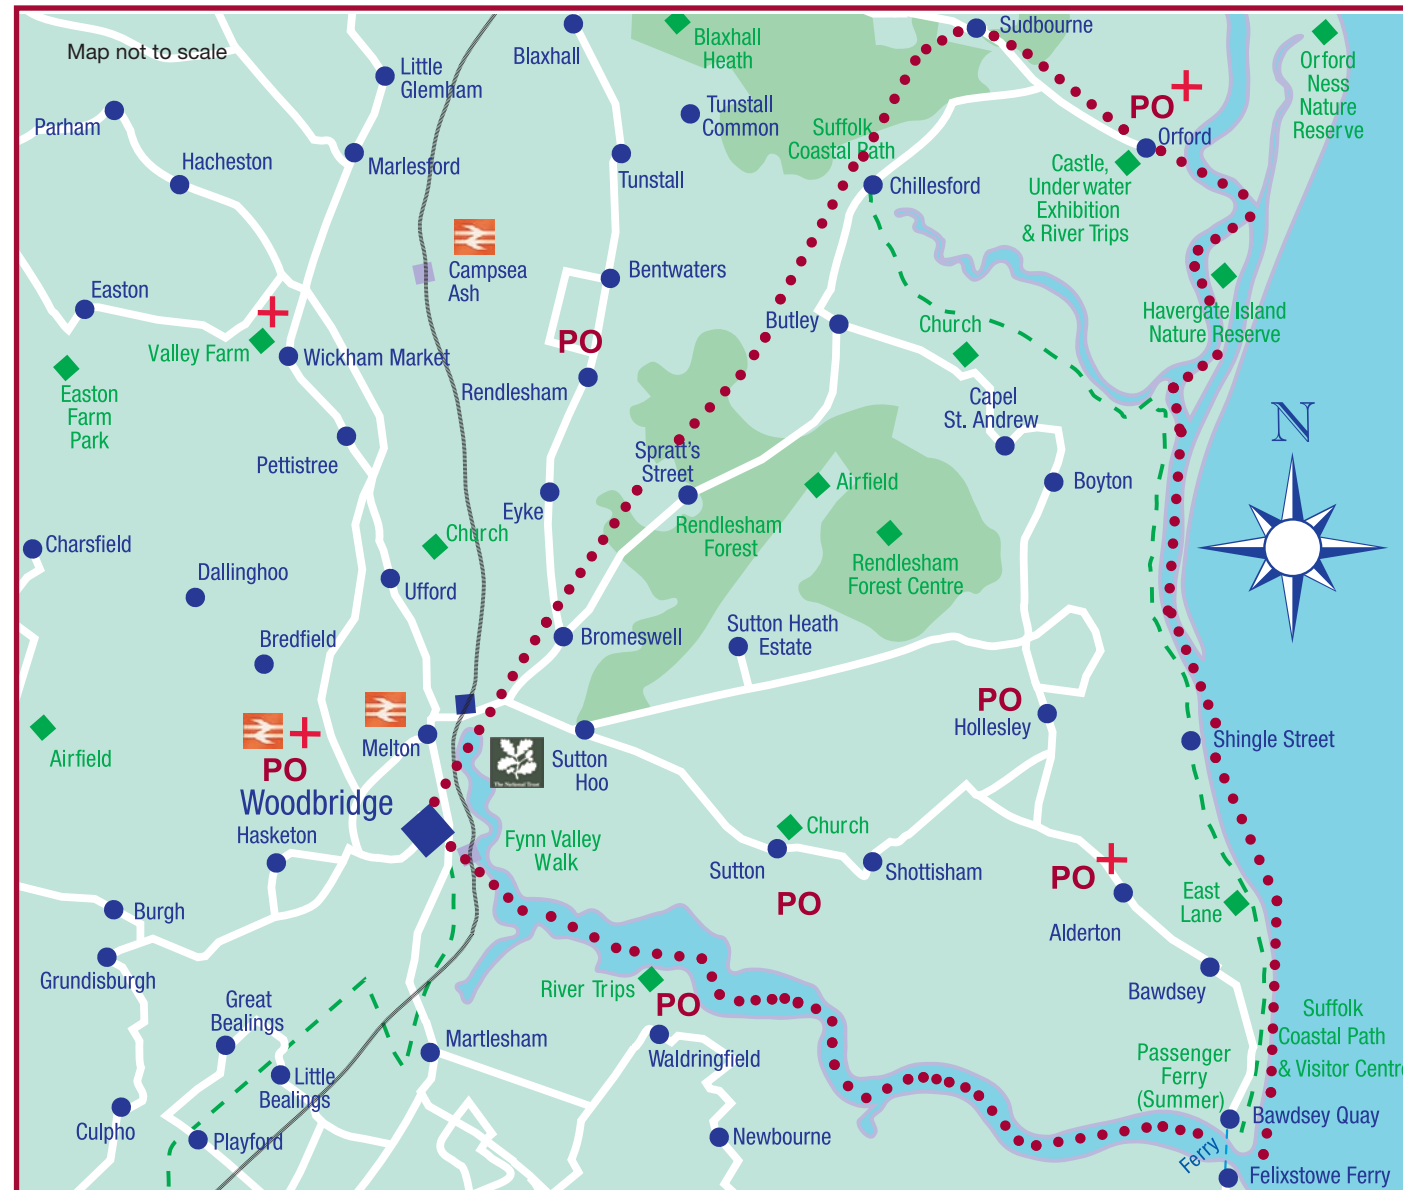 Map not to scale
Blaxhall
Blaxhall
Heath
Sudbourne
Orford
Ness
Nature
Reserve
Little
Glemham
Parham
Tunstall
Common
PO
Orford
Suffolk
Coastal Path
Hacheston
Marlesford
Tunstall
Chillesford
Castle,
Underwater
Exhibition
& River Trips
Campsea
Ash
Bentwaters
Easton
Butley
Church
Havergate Island
Nature Reserve
Valley Farm
Wickham Market
PO
Rendlesham
Easton
Farm
Park
Capel
St. Andrew
N
Pettistree
Spratt's
Street
Airfield
Boyton
Eyke
Church
Rendlesham
Forest
Charsfield
Dallinghoo
Ufford
Rendlesham
Forest Centre
Bredfield
Bromeswell
Sutton Heath
Estate
PO
Hollesley
Airfield
Melton
Sutton
Hoo
The National Trust
Shingle Street
PO
Woodbridge
Hasketon
Fynn Valley
Walk
Church
Sutton
Shottisham
PO
PO
Alderton
East
Lane
Burgh
Grundisburgh
River Trips
PO
Bawdsey
Great
Bealings
Martlesham
Waldringfield
Suffolk
Coastal Path
& Visitor Centre
Passenger
Ferry
(Summer)
Little
Bealings
Culpho
Playford
Newbourne
Bawdsey Quay
Ferry
Felixstowe Ferry